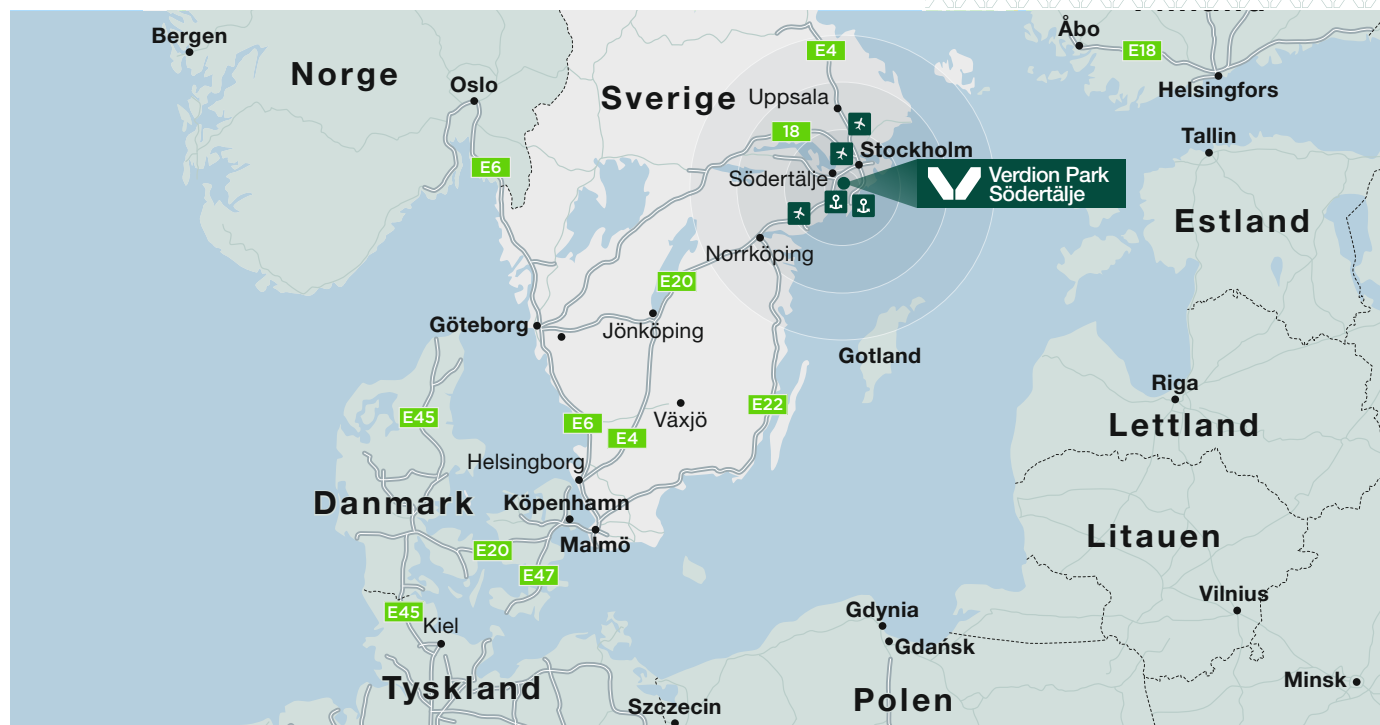 Bergen
Norge
Oslo
E6
Sverige
E4
Uppsala
18
Stockholm
Södertälje
Verdion Park
Södertälje
Åbo
E18
Helsingfors
Tallin
Estland
Norrköping
E20
Göteborg
Jönköping
Gotland
Riga
Lettland
E45
E6
E4
Växjö
E22
Helsingborg
Danmark
Köpenhamn
Malmö
E20
E47
Litauen
Vilnius
E45
Kiel
Gdynia
Gdańsk
Tyskland
Szczecin
Polen
Minsk